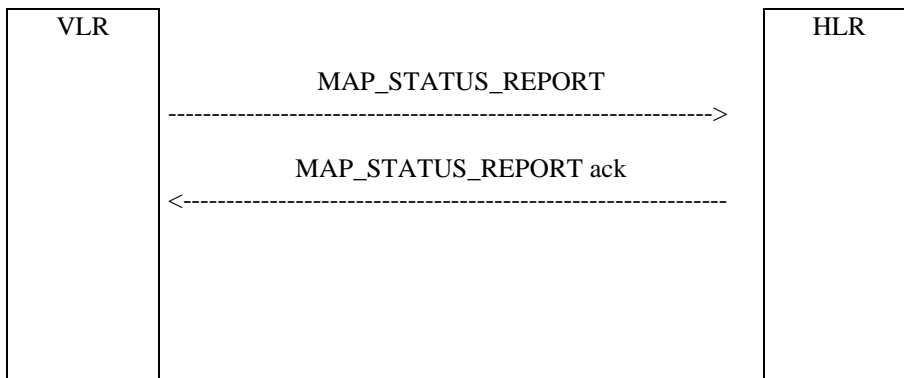 VLR HLR
MAP_STATUS_REPORT
MAP_STATUS_REPORT ack